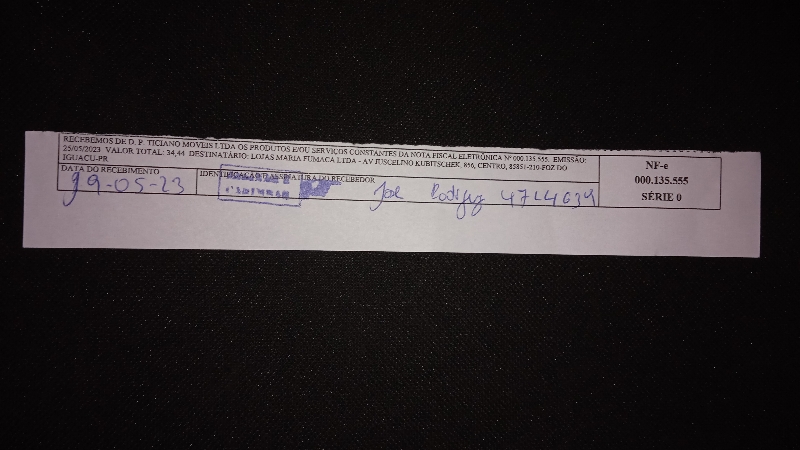 RECEBEMOS DE D. P. TICIANO MOVEIS LTDA OS PRODUTOS E/OU SERVIÇOS CONSTANTES DA NOTA FISCAL ELETRÔNICA Nº 000.135.555. EMISSÃO:
25/05/2023 VALOR TOTAL: 34,44 DESTINATÁRIO: LOJAS MARIA FUMACA LTDA - AV JUSCELINO KUBITSCHEK, 856, CENTRO, 85851-210-FOZ DO
IGUACU-PR
NF-e
000.135.555
SÉRIE 0
DATA DO RECEBIMENTO
IDENTIFICAÇÃO E ASSINATURA DO RECEBEDOR
19-05-23
José